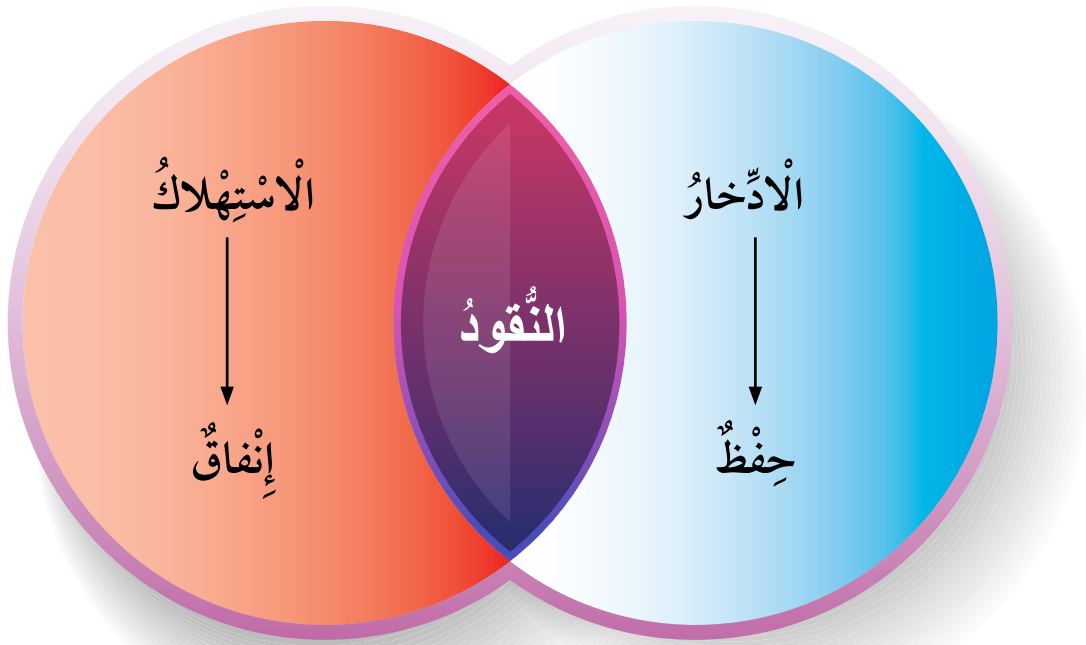 الْادِّخارُ
حِفْظٌ
النُّقودُ
الْاسْتِهْلاكُ
إِنْفاقٌ